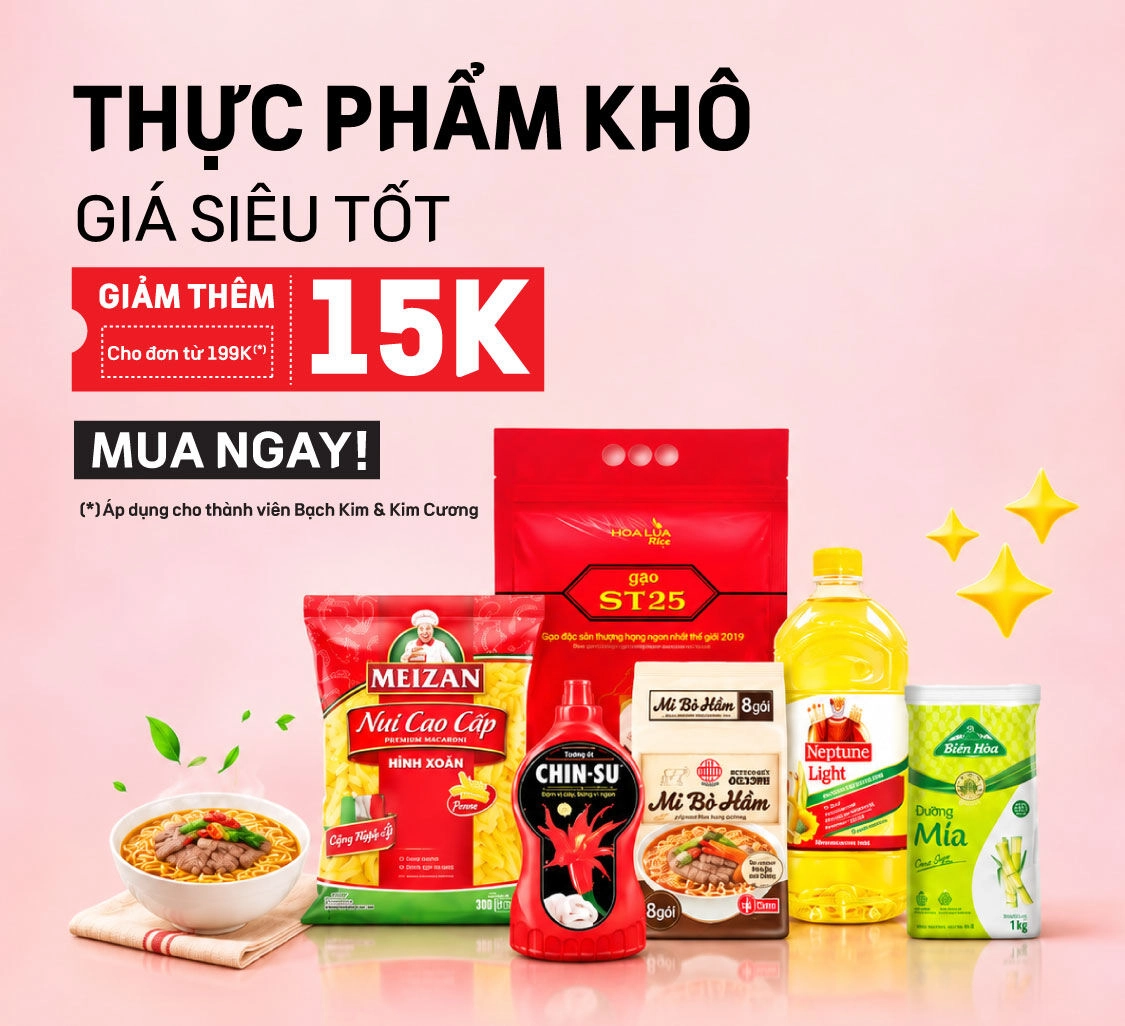 THỰC PHẨM KHÔ
GIÁ SIÊU TỐT
GIẢM THÊM
Cho đơn từ 199K(*)
15K
MUA NGAY!
(*) Áp dụng cho thành viên Bạch Kim & Kim Cương
HOA LÚA
Rice
gạo
ST25
Gạo đặc sản thượng hạng ngon nhất thế giới 2019
MEIZAN
Nui Cao Cấp
PREMIUM MACARONI
HÌNH XOẮN
Penne
300
Tương ớt
CHIN-SU
Mì Bò Hầm
8gói
Mì Bò Hầm
8gói
Neptune
Light
Biên Hòa
Đường
Mía
1kg